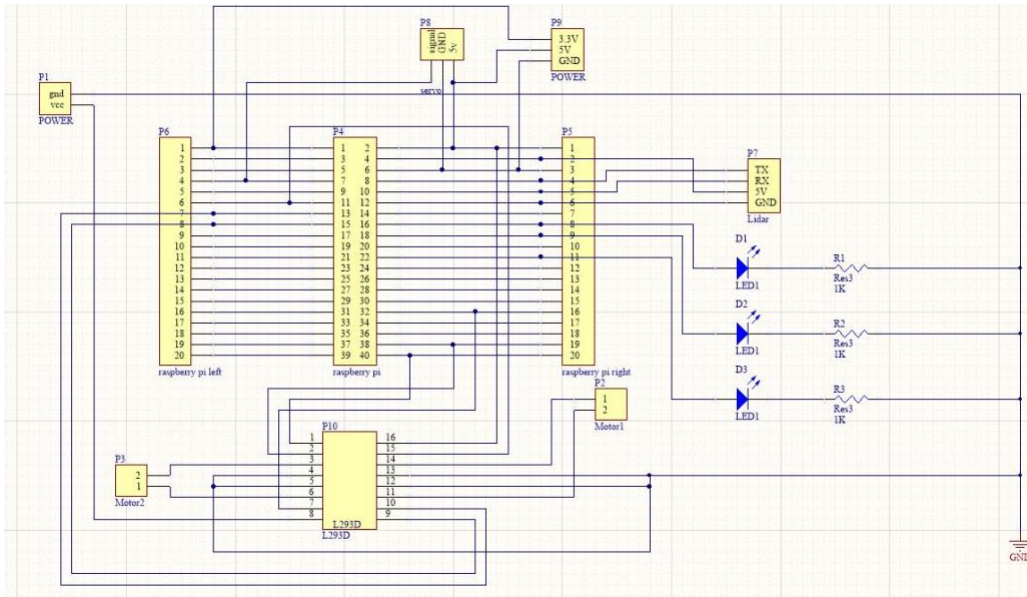 P8
signal
GND
5v
servo
P9
3.3V
5V
GND
POWER
P1
gnd
vcc
POWER
P6
1
2
3
4
5
6
7
8
9
10
11
12
13
14
15
16
17
18
19
20
raspberry pi left
P4
1 2
3 4
5 6
7 8
9 10
11 12
13 14
15 16
17 18
19 20
21 22
23 24
25 26
27 28
29 30
31 32
33 34
35 36
37 38
39 40
raspberry pi
P5
1
2
3
4
5
6
7
8
9
10
11
12
13
14
15
16
17
18
19
20
raspberry pi right
P7
TX
RX
5V
GND
Lidar
D1
LED1
R1
Res3
1K
D2
LED1
R2
Res3
1K
D3
LED1
R3
Res3
1K
P2
1
2
Motor1
P3
2
1
Motor2
P10
1 16
2 15
3 14
4 13
5 12
6 11
7 10
8 9
L293D
L293D
GND